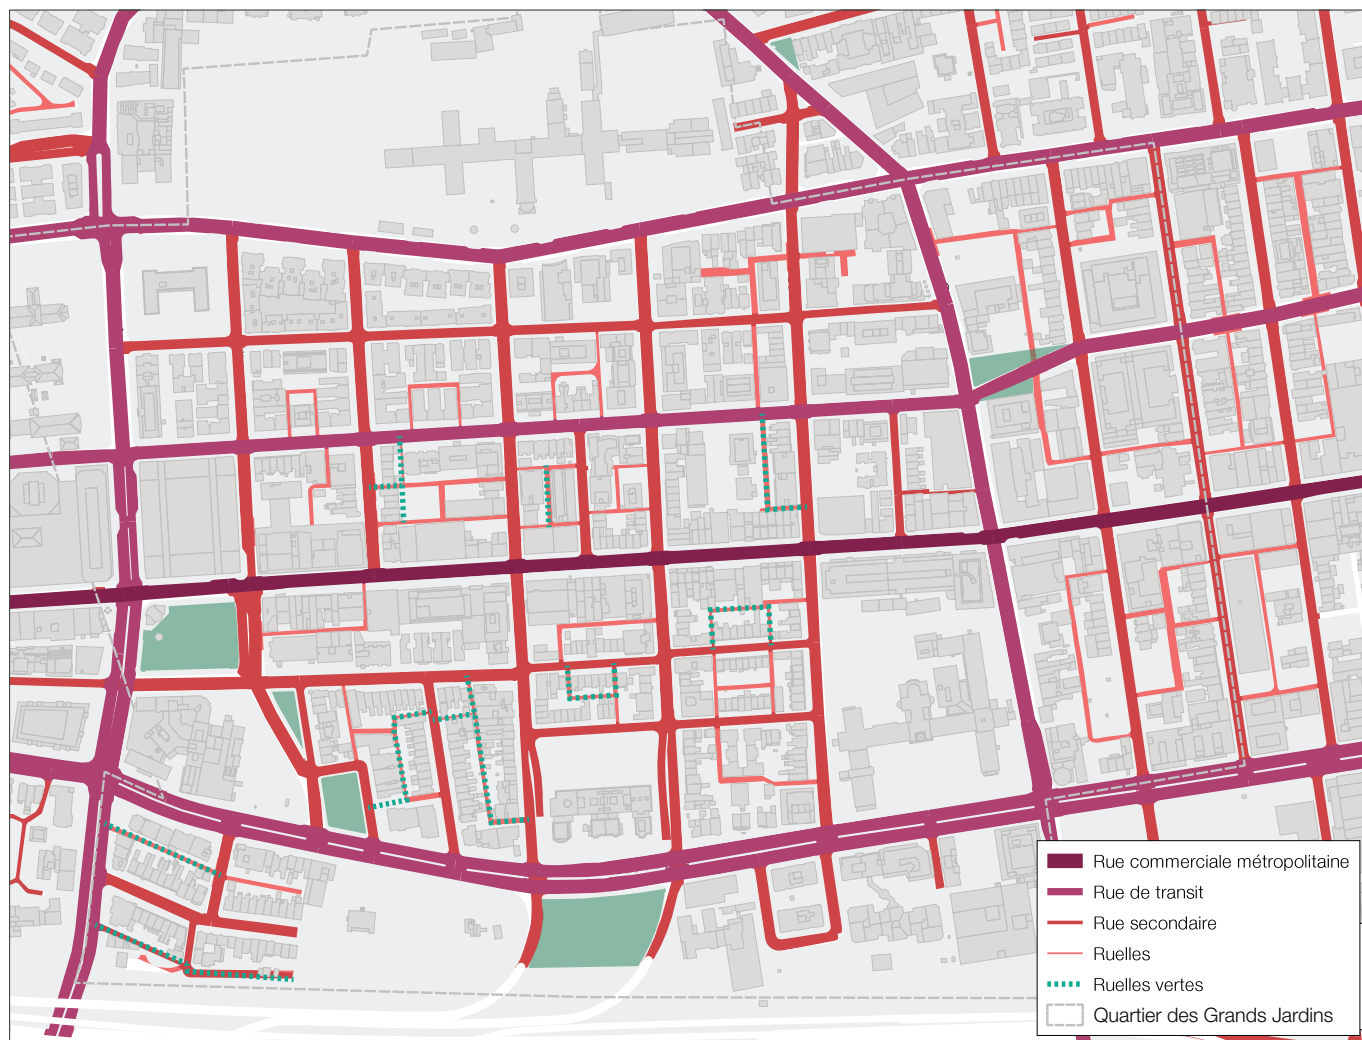 Rue commerciale métropolitaine
Rue de transit
Rue secondaire
Ruelles
Ruelles vertes
Quartier des Grands Jardins